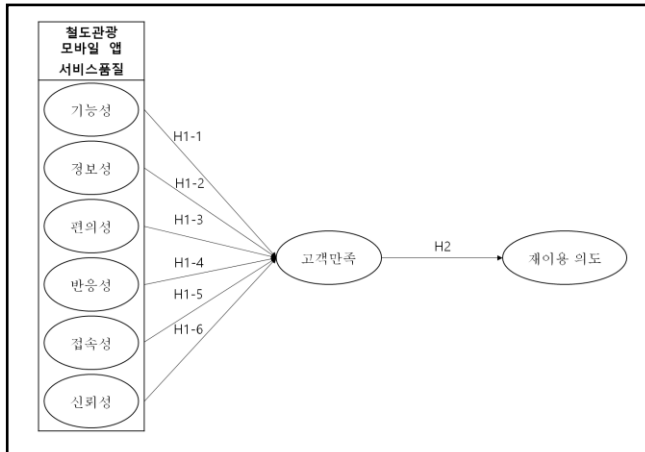 철도관광
모바일 앱
서비스품질
기능성
H1-1
정보성
H1-2
편의성
H1-3
고객만족
H2
재이용 의도
반응성
H1-4
접속성
H1-5
신뢰성
H1-6